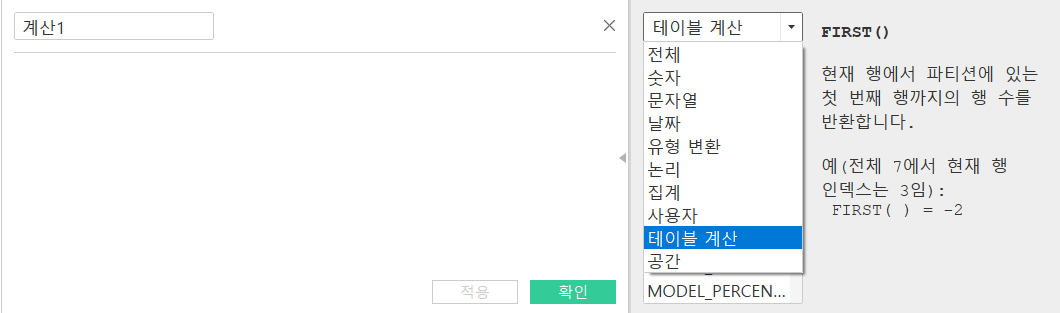 계산1
테이블 계산
전체
숫자
문자열
날짜
유형 변환
논리
집계
사용자
테이블 계산
공간
MODEL_PERCEN...
FIRST()
현재 행에서 파티션에 있는
첫 번째 행까지의 행 수를
반환합니다.
예(전체 7에서 현재 행
인덱스는 3임):
FIRST( ) = -2
적용
확인